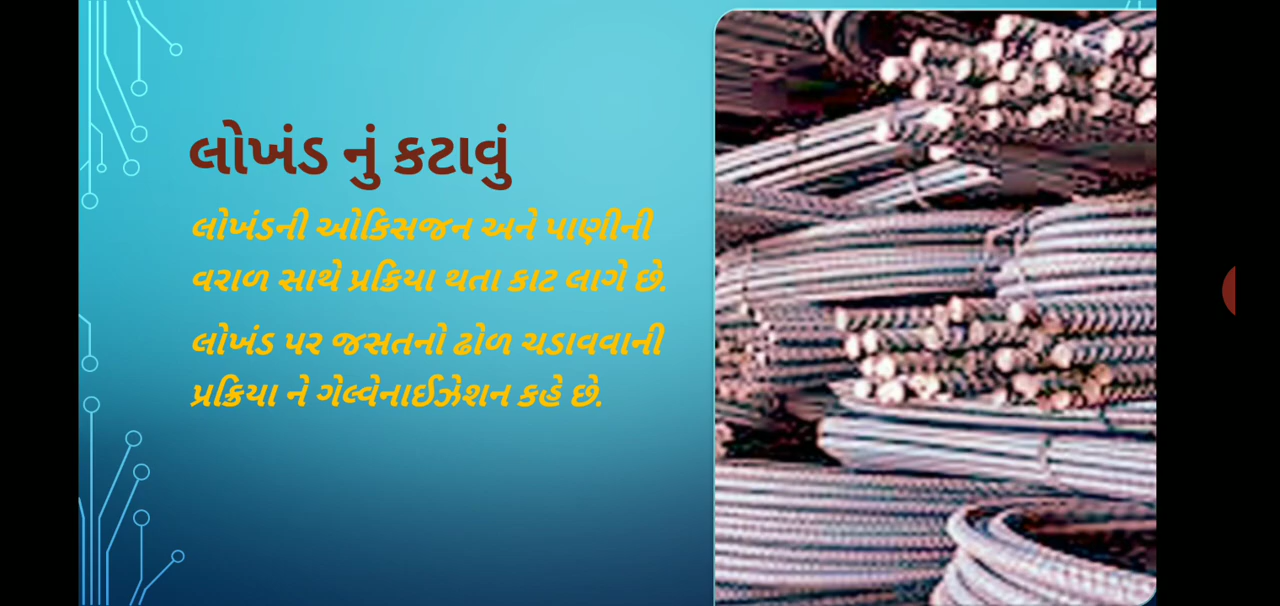 લોખંડ નું કટાવું
લોખંડની ઓકિસજન અને પાણીની
વરાળ સાથે પ્રક્રિયા થતા કાટ લાગે છે.
લોખંડ પર જસતનો ઢોળ ચડાવવાની
પ્રક્રિયા ને ગેલ્વેનાઈઝેશન કહે છે.